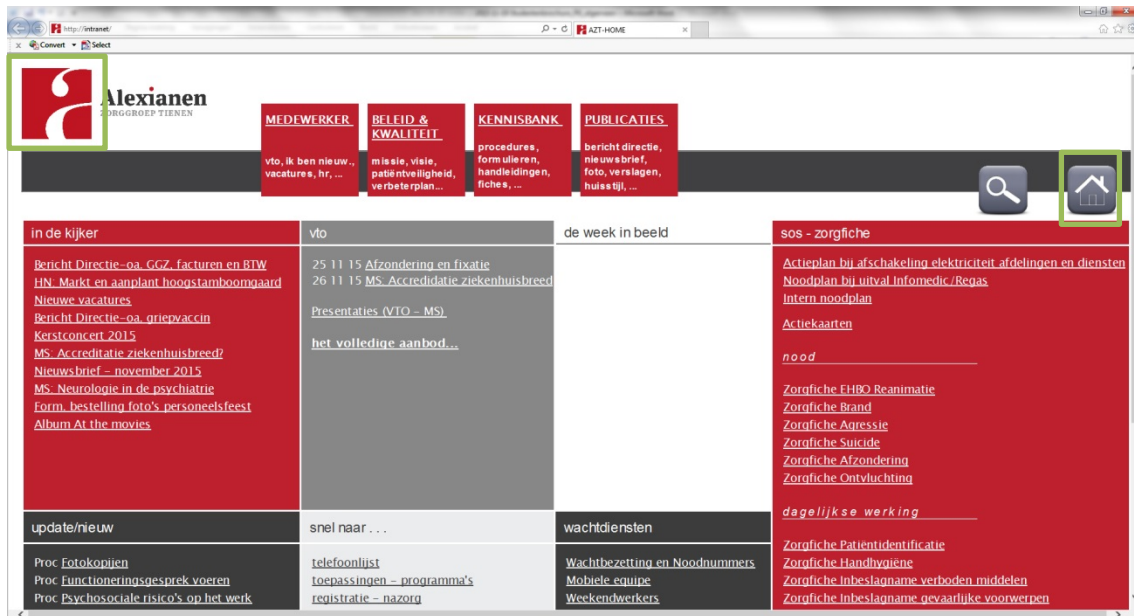 http://intranet/
AZT-HOME
x Convert Select
Alexianen
ZORGGROEP TIENEN
MEDEWERKER
vto, ik ben nieuw.,
vacatures, hr, ...
BELEID &
KWALITEIT
missie, visie,
patiëntveiligheid,
verbeterplan...
KENNISBANK
procedures,
formulieren,
handleidingen,
fiches, ...
PUBLICATIES
bericht directie,
nieuwsbrief,
foto, verslagen,
huisstijl, ...
in de kijker
Bericht Directie-oa. GGZ, facturen en BTW
HN: Markt en aanplant hoogstamboomgaard
Nieuwe vacatures
Bericht Directie-oa. griepvaccin
Kerstconcert 2015
MS: Accreditatie ziekenhuisbreed?
Nieuwsbrief – november 2015
MS: Neurologie in de psychiatrie
Form. bestelling foto's personeelsfeest
Album At the movies
vto
25 11 15 Afzondering en fixatie
26 11 15 MS: Accredidatie ziekenhuisbreed
Presentaties (VTO – MS)
het volledige aanbod...
de week in beeld
sos - zorgfiche
Actieplan bij afschakeling elektriciteit afdelingen en diensten
Noodplan bij uitval Infomedic/Regas
Intern noodplan
Actiekaarten
nood
Zorgfiche EHBO Reanimatie
Zorgfiche Brand
Zorgfiche Agressie
Zorgfiche Suicide
Zorgfiche Afzondering
Zorgfiche Ontvluchting
dagelijkse werking
Zorgfiche Patiëntidentificatie
Zorgfiche Handhygiëne
Zorgfiche Inbeslagname verboden middelen
Zorgfiche Inbeslagname gevaarlijke voorwerpen
update/nieuw
Proc Fotokopijen
Proc Functioneringsgesprek voeren
Proc Psychosociale risico's op het werk
snel naar . . .
telefoonlijst
toepassingen – programma's
registratie – nazorg
wachtdiensten
Wachtbezetting en Noodnummers
Mobiele equipe
Weekendwerkers